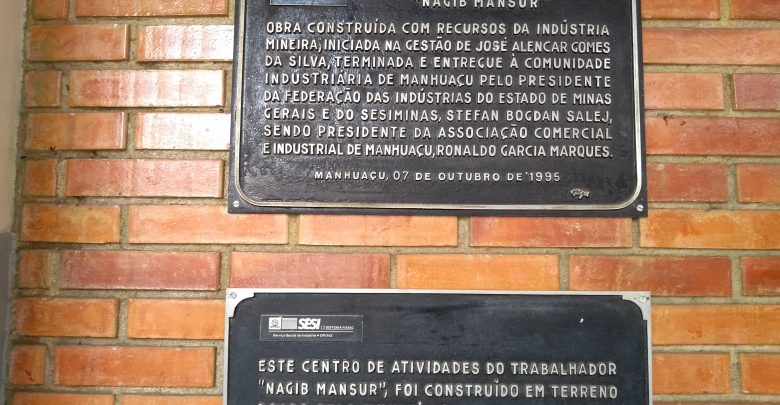 "NAGIB MANSUR"
OBRA CONSTRUÍDA COM RECURSOS DA INDÚSTRIA
MINEIRA, INICIADA NA GESTÃO DE JOSÉ ALENCAR GOMES
DA SILVA, TERMINADA E ENTREGUE À COMUNIDADE
INDUSTRIÁRIA DE MANHUAÇU PELO PRESIDENTE
DA FEDERAÇÃO DAS INDÚSTRIAS DO ESTADO DE MINAS
GERAIS E DO SESIMINAS, STEFAN BOGDAN SALEJ,
SENDO PRESIDENTE DA ASSOCIAÇÃO COMERCIAL
E INDUSTRIAL DE MANHUAÇU, RONALDO GARCIA MARQUES.
MANHUAÇU, 07 DE OUTUBRO DE 1995
SESI
ESTE CENTRO DE ATIVIDADES DO TRABALHADOR
"NAGIB MANSUR", FOI CONSTRUÍDO EM TERRENO